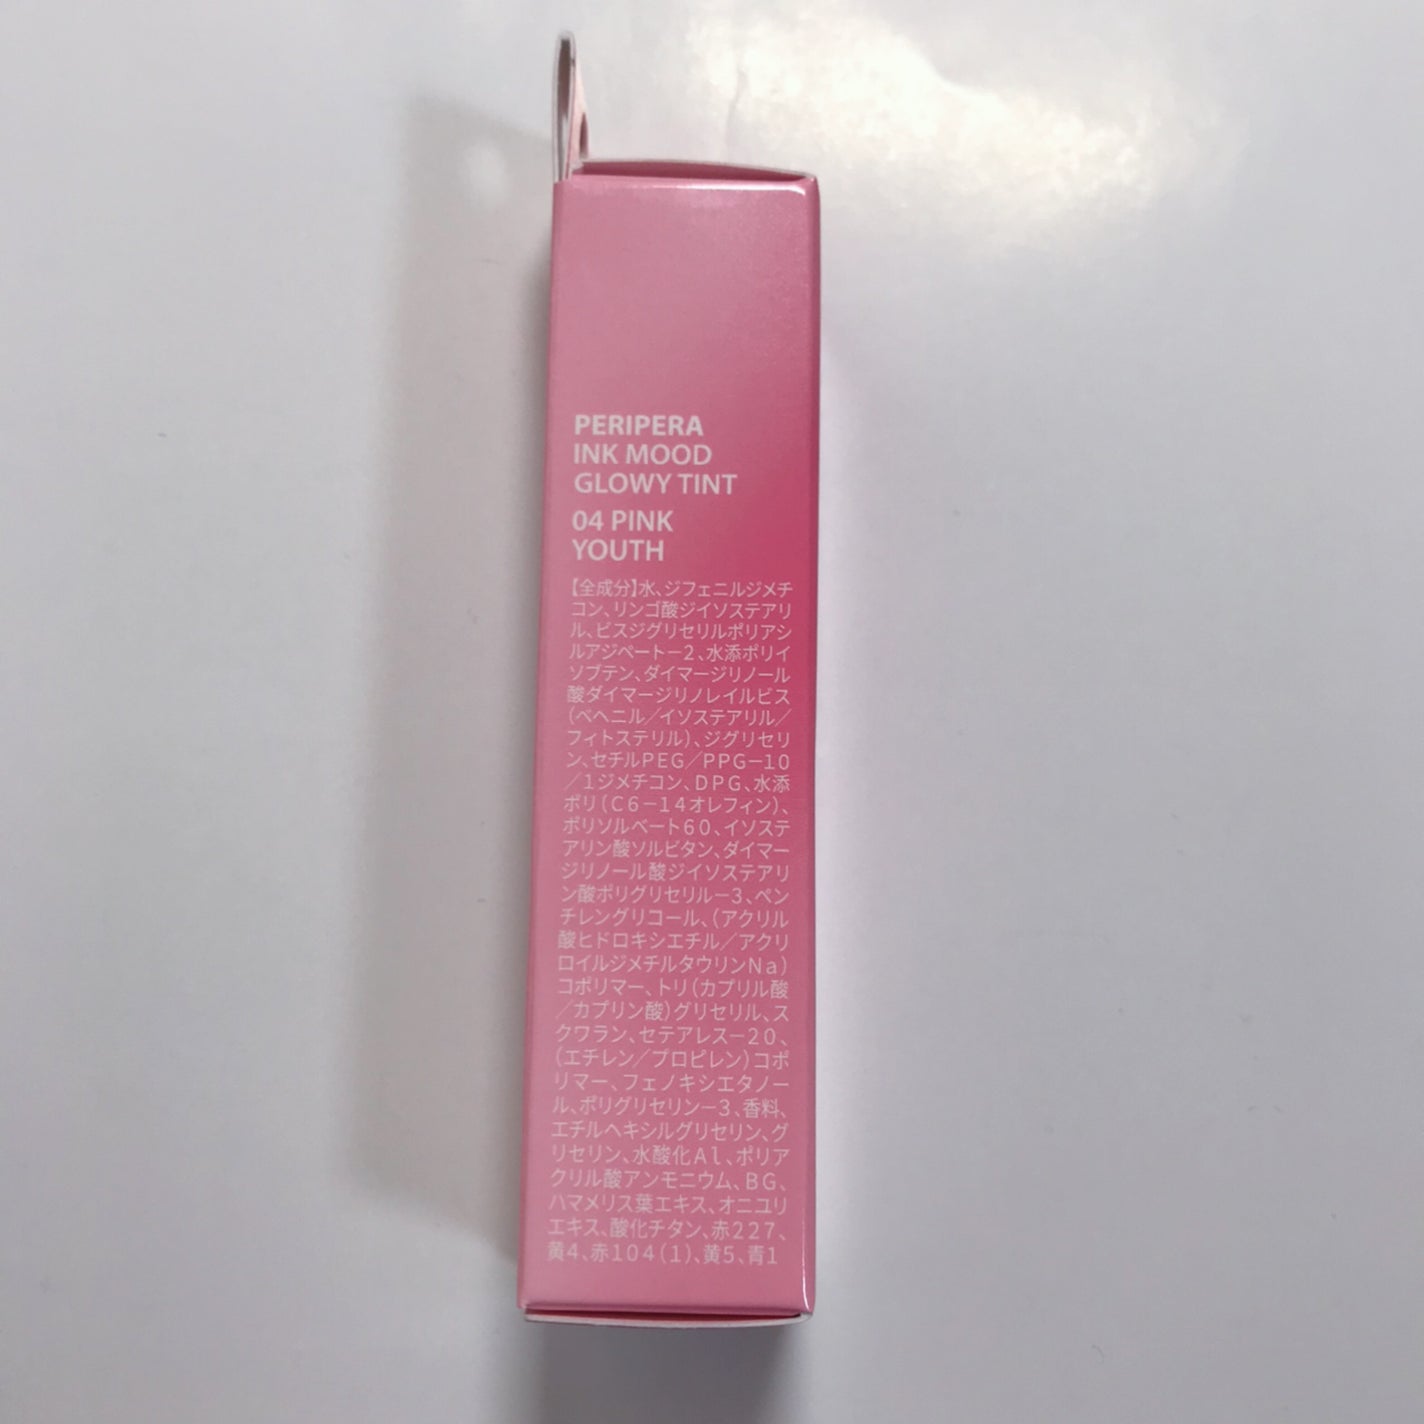 PERIPERA
INK MOOD
GLOWY TINT
04 PINK
YOUTH
【全成分】水、ジフェニルジメチ
コン、リンゴ酸ジイソステアリ
ル、ビスジグリセリルポリアシ
ルアジペート－2、水添ポリイ
ソブテン、ダイマージリノール
酸ダイマージリノレイルビス
（ベヘニル／イソステアリル／
フィトステリル）、ジグリセリ
ン、セチルPEG／PPG－10
／1ジメチコン、DPG、水添
ポリ（C6－14オレフィン）、
ポリソルベート60、イソステ
アリン酸ソルビタン、ダイマー
ジリノール酸ジイソステアリ
ン酸ポリグリセリル－3、ペン
チレングリコール、（アクリル
酸ヒドロキシエチル／アクリ
ロイルジメチルタウリンNa）
コポリマー、トリ（カプリル酸
／カプリン酸）グリセリル、ス
クワラン、セテアレス－20、
（エチレン／プロピレン）コポ
リマー、フェノキシエタノー
ル、ポリグリセリン－3、香料、
エチルヘキシルグリセリン、グ
リセリン、水酸化Al、ポリア
クリル酸アンモニウム、BG、
ハマメリス葉エキス、オニユリ
エキス、酸化チタン、赤227、
黄4、赤104（1）、黄5、青1